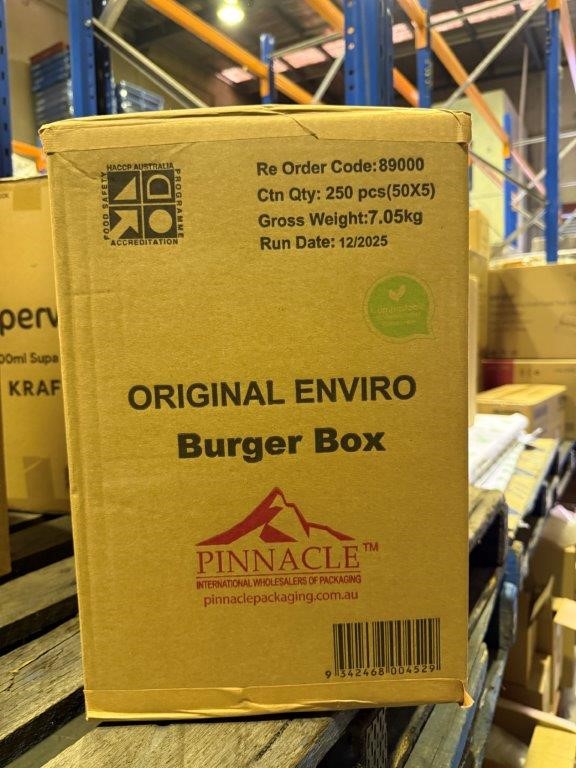 HACCP AUSTRALIA
FOOD SAFETY
PROGRAMME
ACCREDITATION
Re Order Code:89000
Ctn Qty: 250 pcs(50X5)
Gross Weight:7.05kg
Run Date: 12/2025
ORIGINAL ENVIRO
Burger Box
PINNACLE™
INTERNATIONAL WHOLESALERS OF PACKAGING
pinnaclepackaging.com.au
9 342468 004529
perv
00ml Supa
KRAF